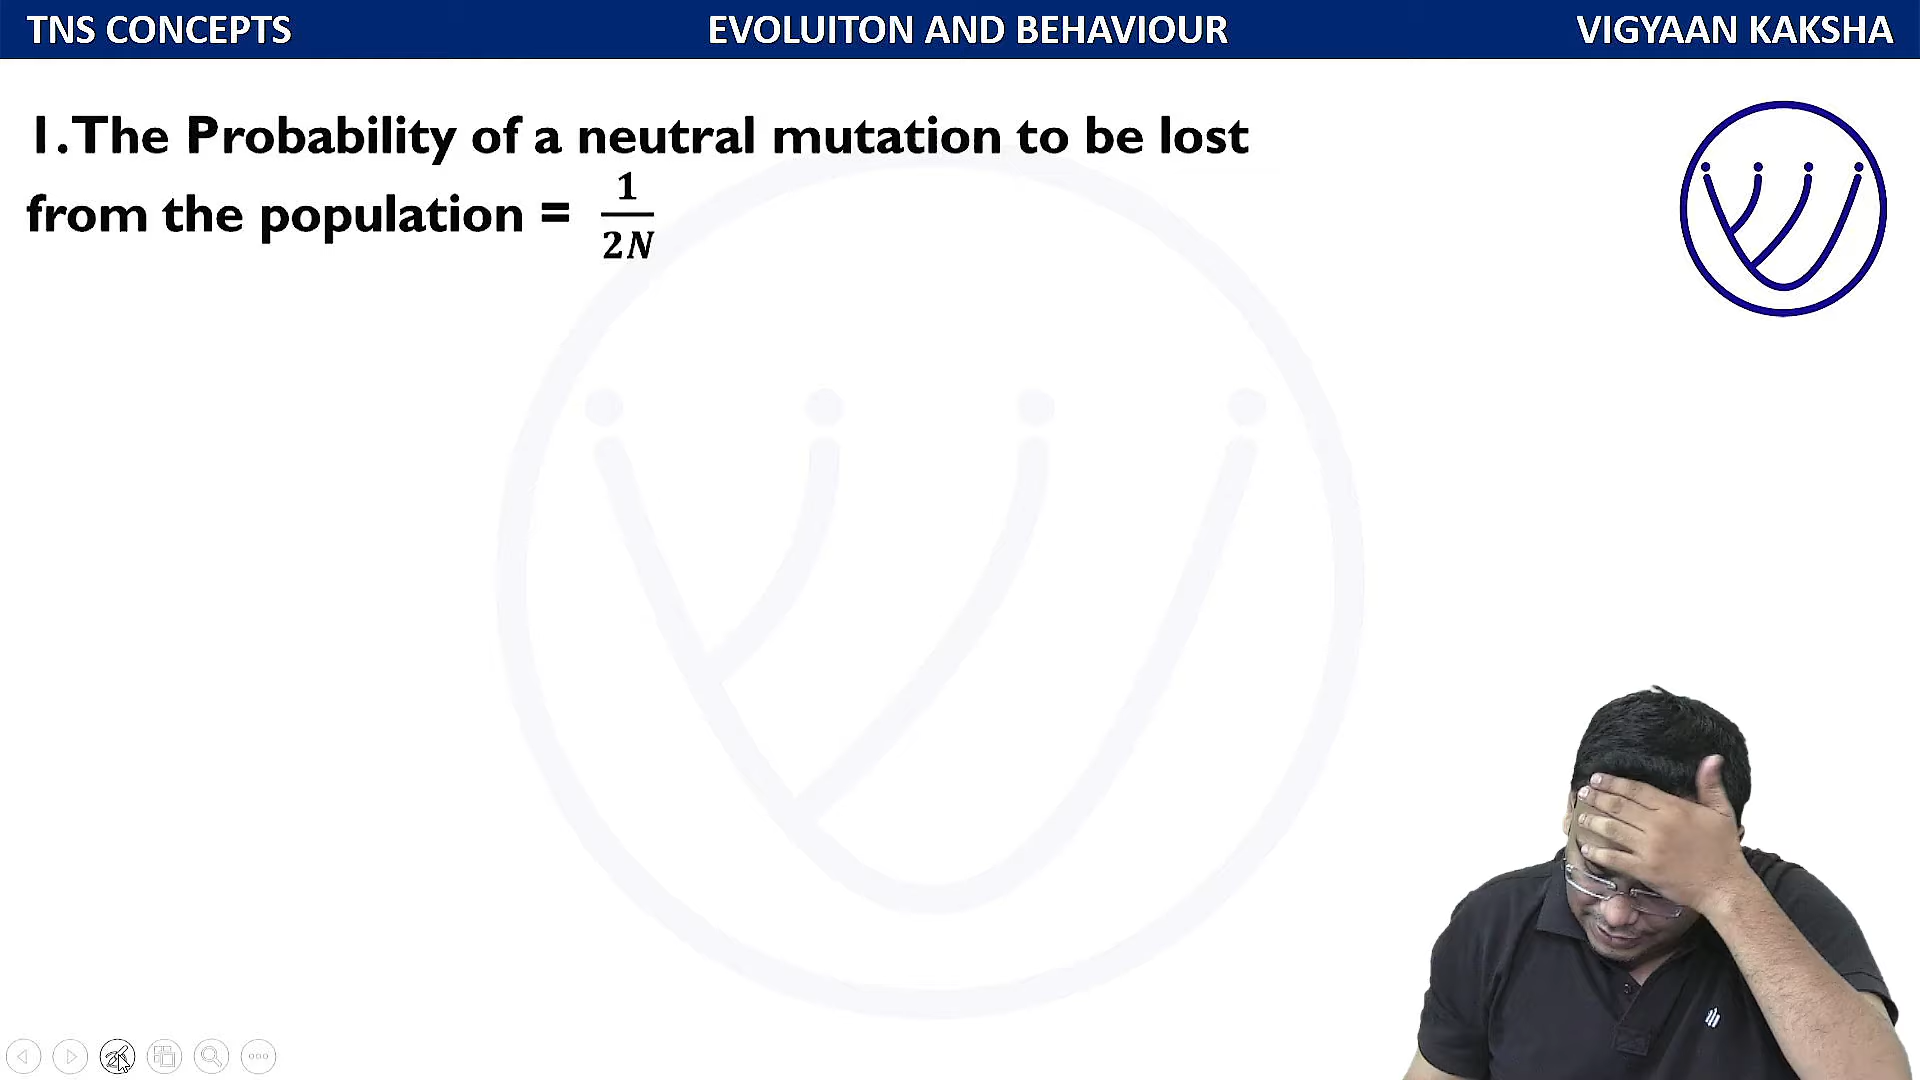 TNS CONCEPTS
EVOLUITON AND BEHAVIOUR
VIGYAAN KAKSHA
1.The Probability of a neutral mutation to be lost
from the population = 1/2N